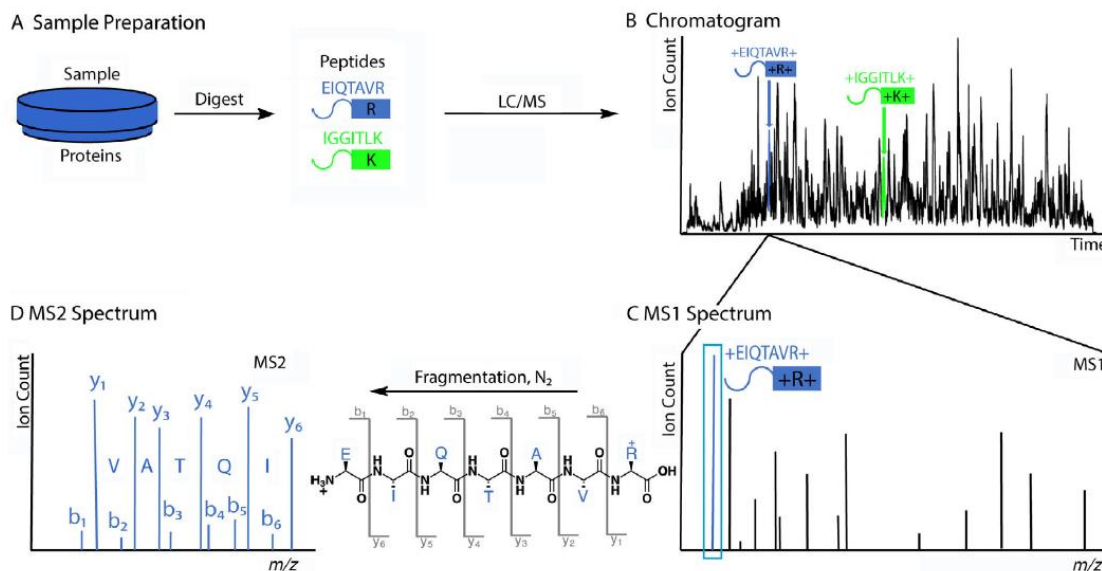 A Sample Preparation
Sample
Proteins
Digest
Peptides
EIQTAVR
R
IGGITLK
K
LC/MS
B Chromatogram
Ion Count
+EIQTAVR+
+R+
+IGGITLK+
+K+
Time
D MS2 Spectrum
Ion Count
MS2
y₁
y₂
y₃
y₄
y₅
y₆
V A T Q I
b₁
b₂
b₃
b₄
b₅
b₆
m/z
Fragmentation, N₂
b₁ b₂ b₃ b₄ b₅ b₆
E Q A R
+
H₃N
+
O
H
N
O
N
H
O
H
N
O
N
H
O
H
N
O
N
H
O
OH
I T V
y₆ y₅ y₄ y₃ y₂ y₁
C MS1 Spectrum
Ion Count
+EIQTAVR+
+R+
MS1
m/z